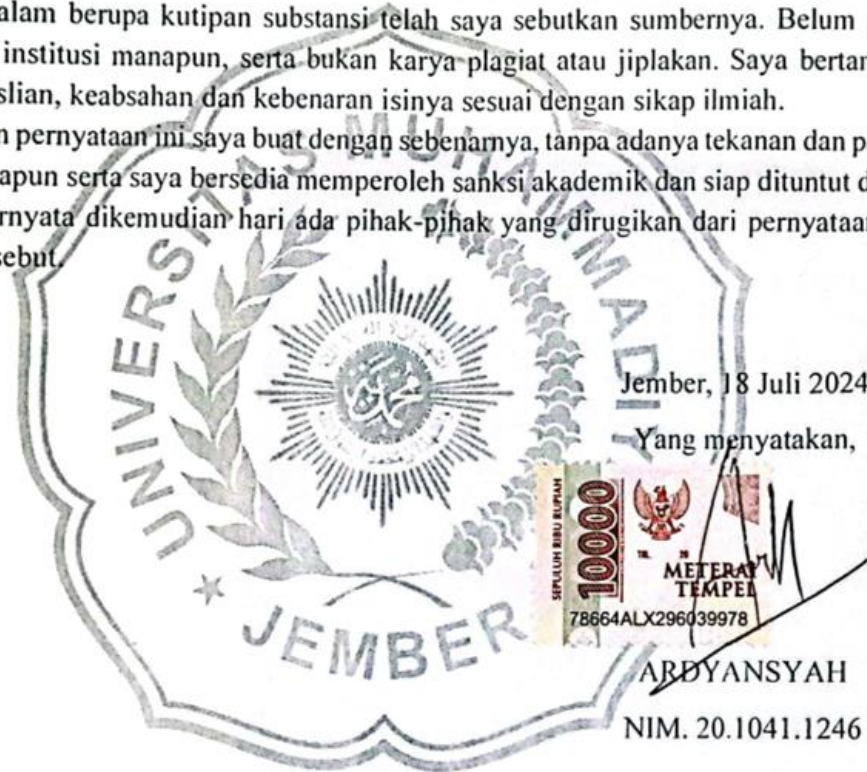 alam berupa kutipan substansi telah saya sebutkan sumbernya. Belum
institusi manapun, serta bukan karya plagiat atau jiplakan. Saya bertan
slian, keabsahan dan kebenaran isinya sesuai dengan sikap ilmiah.
n pernyataan ini saya buat dengan sebenarnya, tanpa adanya tekanan dan p
apun serta saya bersedia memperoleh sanksi akademik dan siap dituntut d
rnyata dikemudian hari ada pihak-pihak yang dirugikan dari pernyataan
sebut.
UNIVERSITAS MUHAMMADIY
JEMBER
Jember, 18 Juli 2024
Yang menyatakan,
SEPULUH RIBU RUPIAH
10000
TGL. 20
METERAI
TEMPEL
78664ALX296039978
ARDYANSYAH
NIM. 20.1041.1246